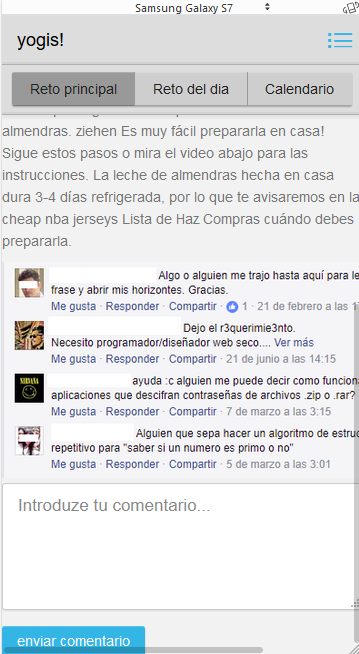 Samsung Galaxy S7
yogis!
Reto principal Reto del dia Calendario
almendras. ziehen Es muy fácil prepararla en casa!
Sigue estos pasos o mira el video abajo para las
instrucciones. La leche de almendras hecha en casa
dura 3-4 días refrigerada, por lo que te avisaremos en la
cheap nba jerseys Lista de Haz Compras cuándo debes
prepararla.
Algo o alguien me trajo hasta aquí para le
frase y abrir mis horizontes. Gracias.
Me gusta · Responder · Compartir · 1 · 21 de febrero a las 1
Dejo el r3querimie3nto.
Necesito programador/diseñador web seco.... Ver más
Me gusta · Responder · Compartir · 21 de junio a las 14:15
ayuda :c alguien me puede decir como funciona
aplicaciones que descifran contraseñas de archivos .zip o .rar?
Me gusta · Responder · Compartir · 7 de marzo a las 3:15
Alguien que sepa hacer un algoritmo de estruc
repetitivo para "saber si un numero es primo o no"
Me gusta · Responder · Compartir · 5 de marzo a las 3:01
Introduze tu comentario...
enviar comentario